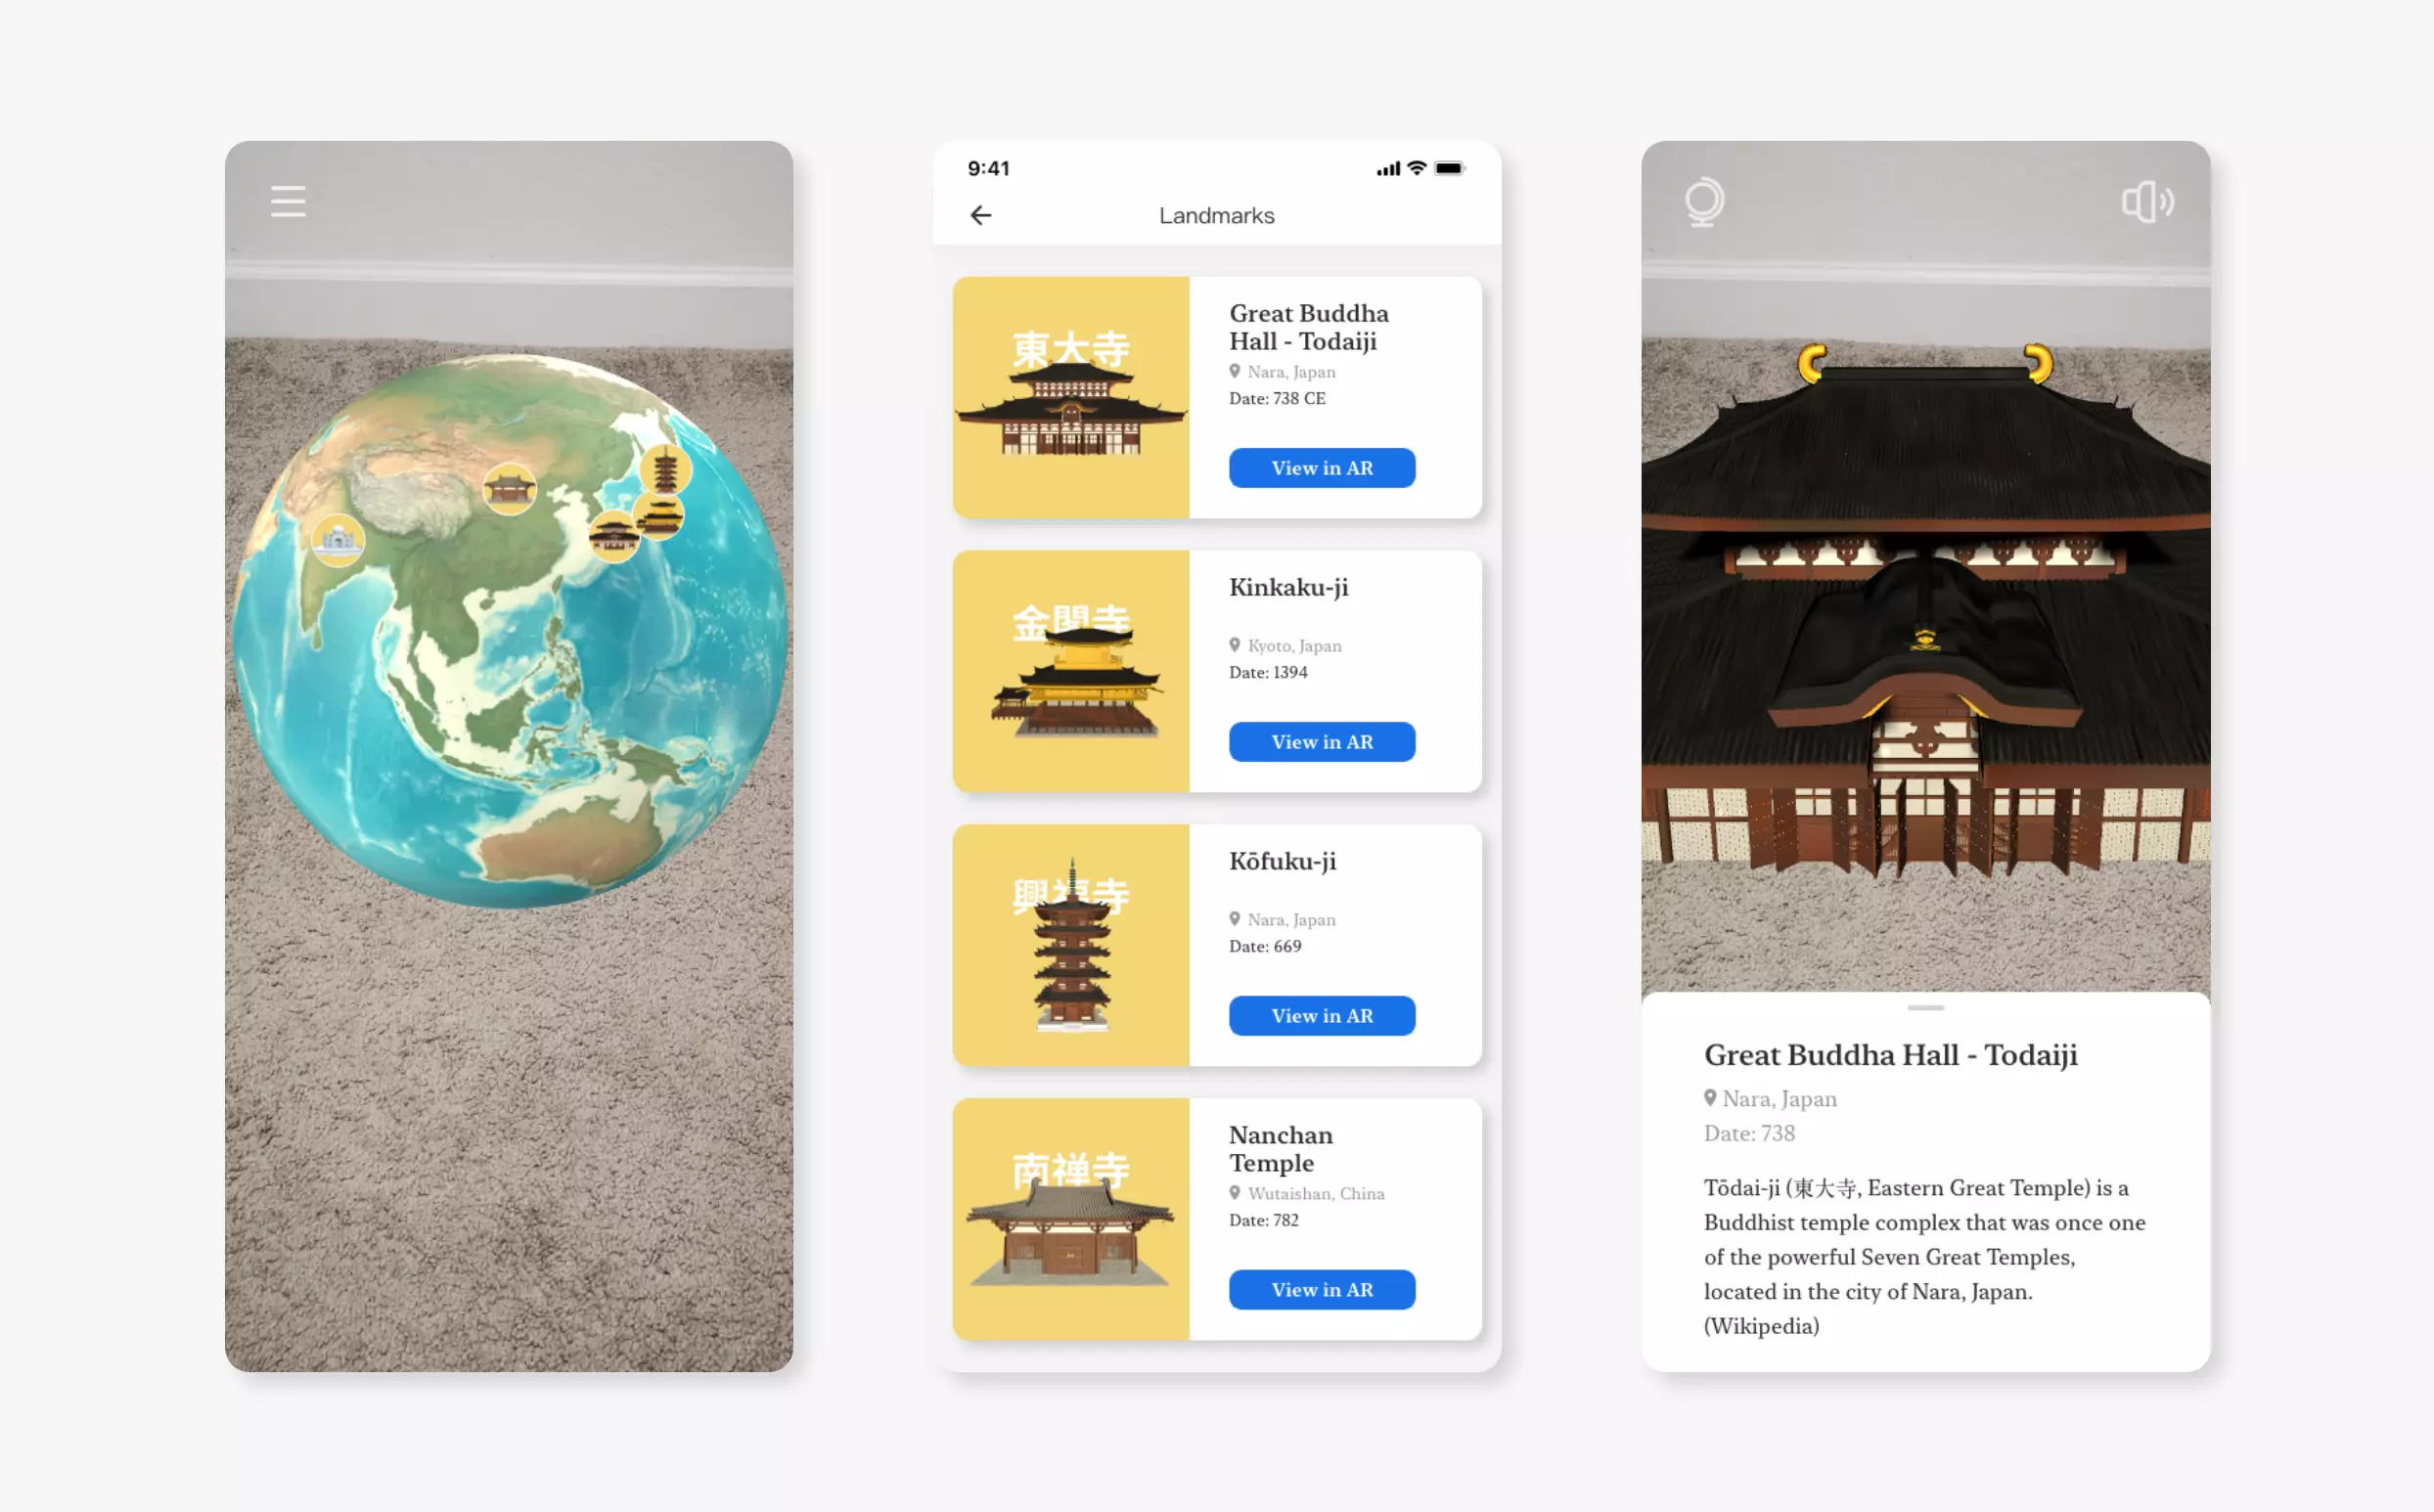 9:41
Landmarks
東大寺
Great Buddha
Hall - Todaiji
Nara, Japan
Date: 738 CE
View in AR
金閣寺
Kinkaku-ji
Kyoto, Japan
Date: 1394
View in AR
興福寺
Kōfuku-ji
Nara, Japan
Date: 669
View in AR
南禅寺
Nanchan
Temple
Wutaishan, China
Date: 782
View in AR
Great Buddha Hall - Todaiji
Nara, Japan
Date: 738
Tōdai-ji (東大寺, Eastern Great Temple) is a
Buddhist temple complex that was once one
of the powerful Seven Great Temples,
located in the city of Nara, Japan.
(Wikipedia)